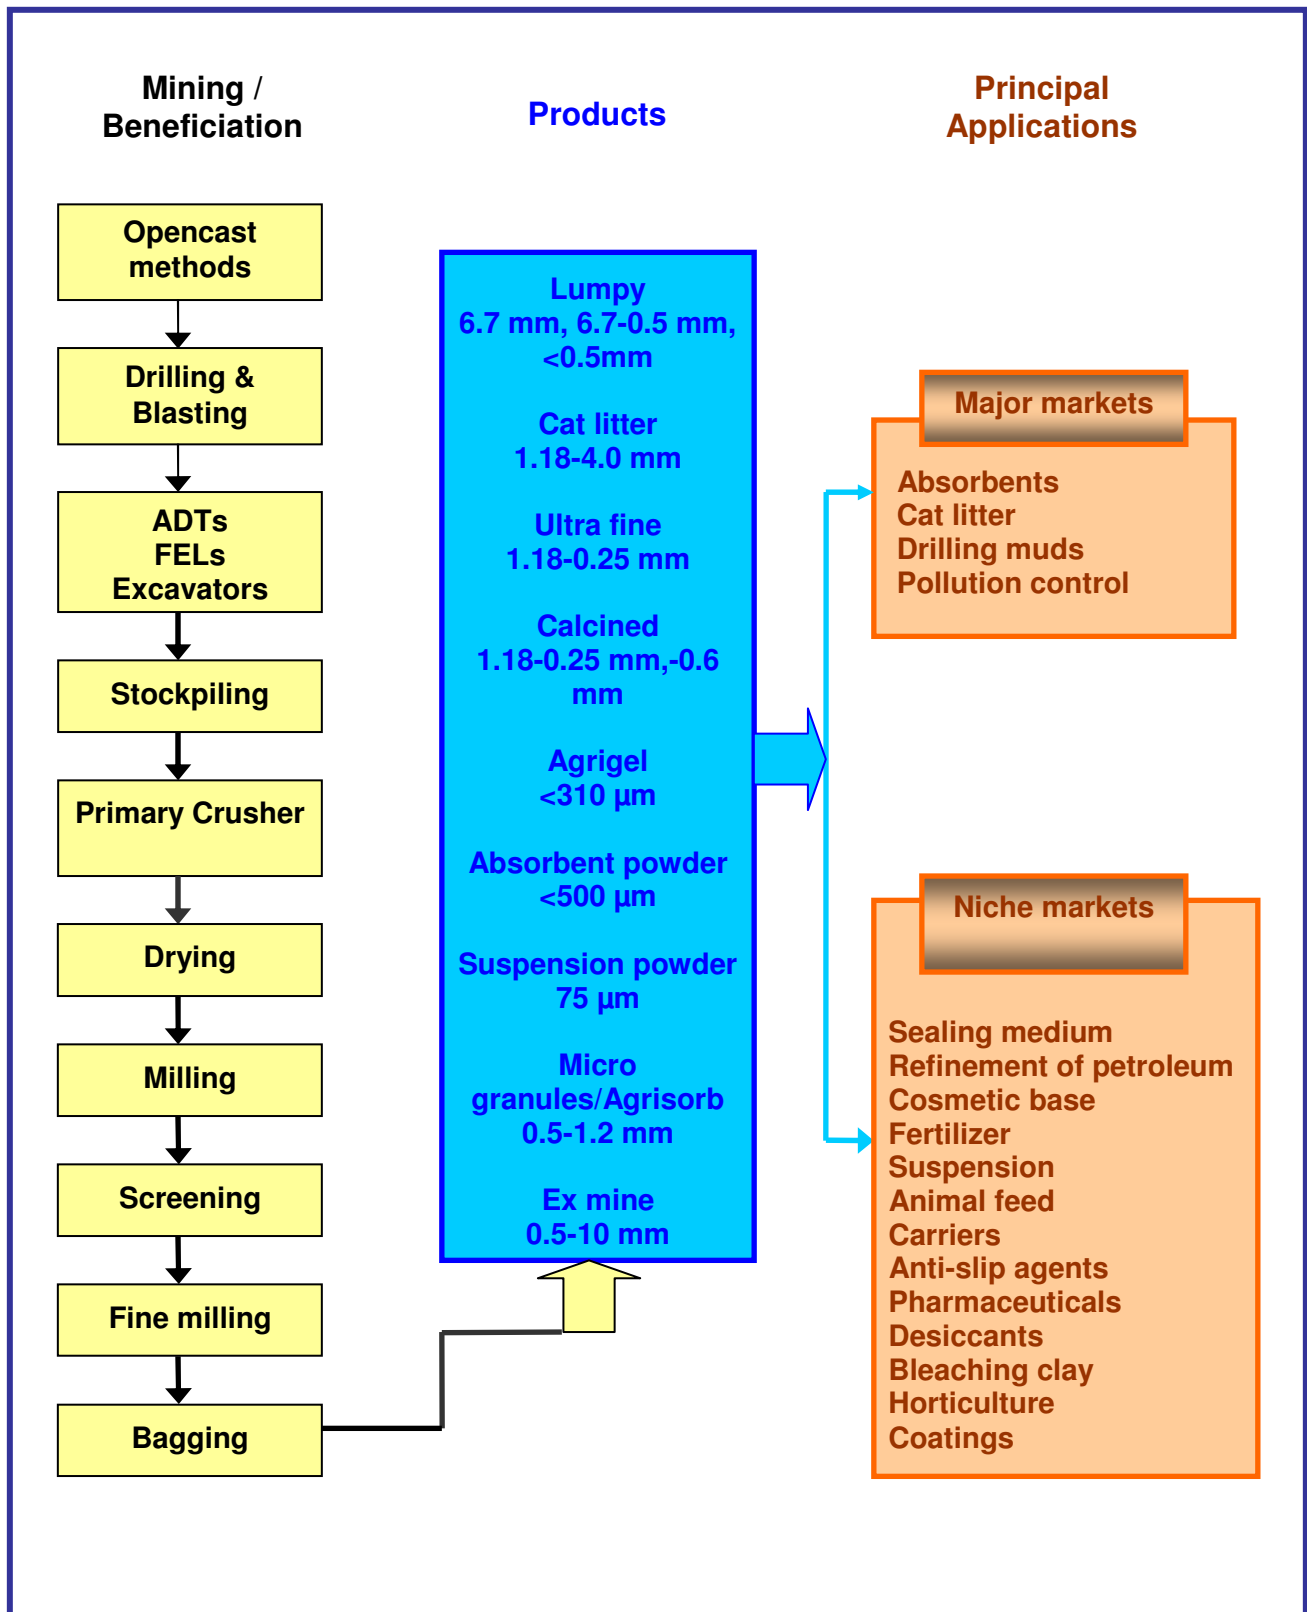 Mining /
Beneficiation
Products
Principal
Applications
Opencast
methods
Drilling &
Blasting
ADTs
FELs
Excavators
Stockpiling
Primary Crusher
Drying
Milling
Screening
Fine milling
Bagging
Lumpy
6.7 mm, 6.7-0.5 mm,
<0.5mm
Cat litter
1.18-4.0 mm
Ultra fine
1.18-0.25 mm
Calcined
1.18-0.25 mm,-0.6
mm
Agrigel
<310 µm
Absorbent powder
<500 µm
Suspension powder
75 µm
Micro
granules/Agrisorb
0.5-1.2 mm
Ex mine
0.5-10 mm
Major markets
Absorbents
Cat litter
Drilling muds
Pollution control
Niche markets
Sealing medium
Refinement of petroleum
Cosmetic base
Fertilizer
Suspension
Animal feed
Carriers
Anti-slip agents
Pharmaceuticals
Desiccants
Bleaching clay
Horticulture
Coatings